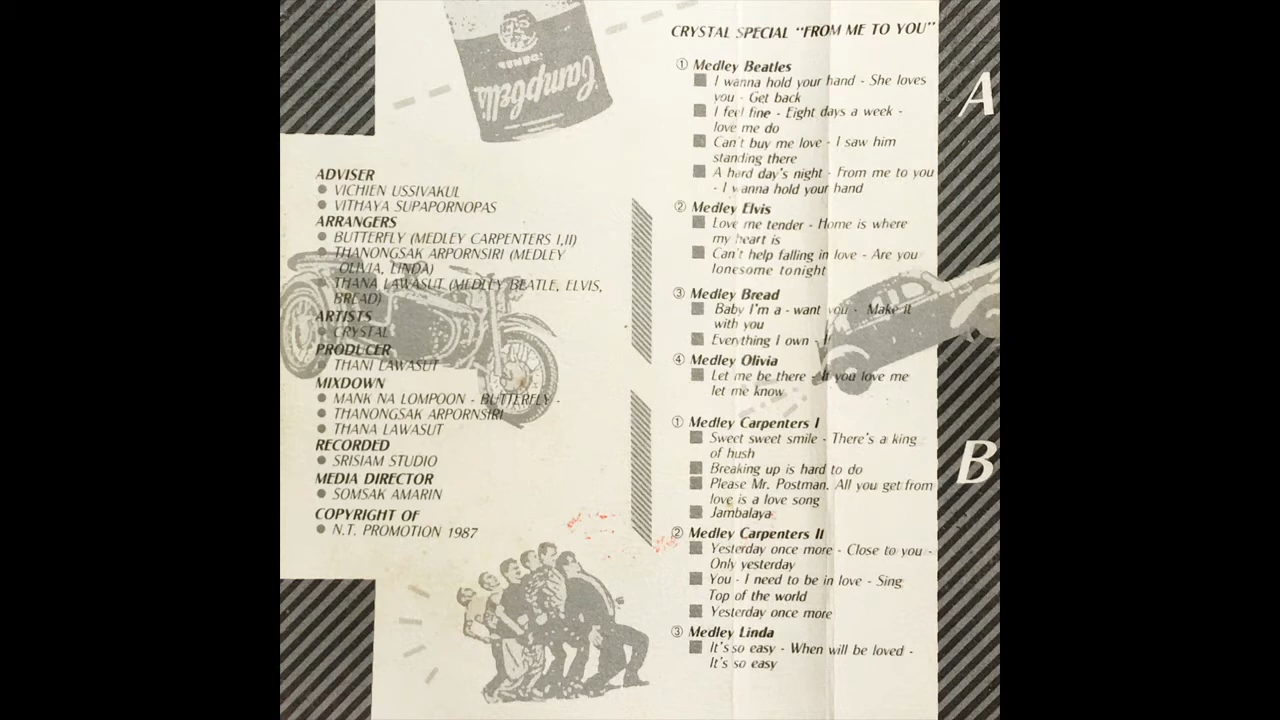 Campbell's
ADVISER
VICHIEN USSIVAKUL
VITHAYA SUPAPORNOPAS
ARRANGERS
BUTTERFLY (MEDLEY CARPENTERS I,II)
THANONGSAK ARPORNSIRI (MEDLEY
OLIVIA, LINDA)
THANA LAWASUT (MEDLEY BEATLE, ELVIS,
BREAD)
ARTISTS
CRYSTAL
PRODUCER
THANI LAWASUT
MIXDOWN
MANK NA LOMPOON - BUTTERFLY -
THANONGSAK ARPORNSIRI
THANA LAWASUT
RECORDED
SRISIAM STUDIO
MEDIA DIRECTOR
SOMSAK AMARIN
COPYRIGHT OF
N.T. PROMOTION 1987
CRYSTAL SPECIAL "FROM ME TO YOU"
A
① Medley Beatles
I wanna hold your hand - She loves
you - Get back
I feel fine - Eight days a week -
love me do
Can't buy me love - I saw him
standing there
A hard day's night - From me to you
- I wanna hold your hand
② Medley Elvis
Love me tender - Home is where
my heart is
Can't help falling in love - Are you
lonesome tonight
③ Medley Bread
Baby I'm a - want you - Make it
with you
Everything I own - If
④ Medley Olivia
Let me be there - If you love me
let me know
B
① Medley Carpenters I
Sweet sweet smile - There's a king
of hush
Breaking up is hard to do
Please Mr. Postman. All you get from
love is a love song
Jambalaya
② Medley Carpenters II
Yesterday once more - Close to you -
Only yesterday
You - I need to be in love - Sing
Top of the world
Yesterday once more
③ Medley Linda
It's so easy - When will be loved -
It's so easy